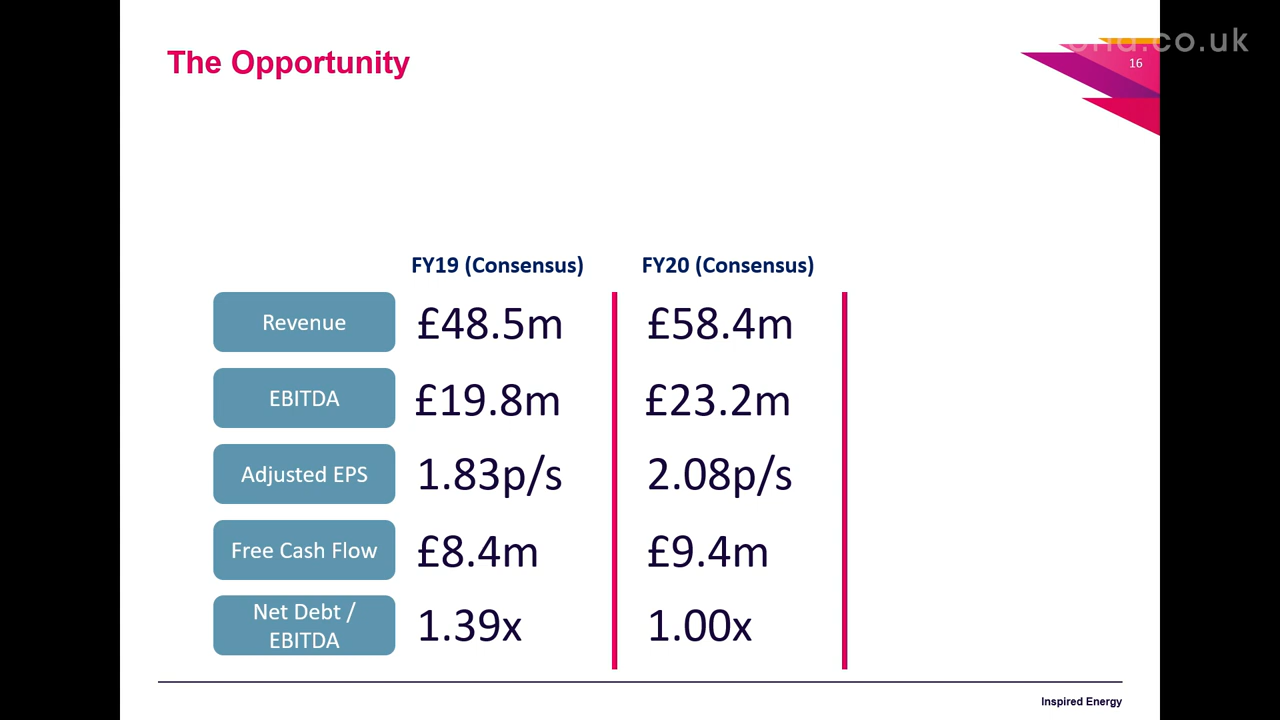 The Opportunity
.co.uk
16
FY19 (Consensus) FY20 (Consensus)
Revenue £48.5m £58.4m
EBITDA £19.8m £23.2m
Adjusted EPS 1.83p/s 2.08p/s
Free Cash Flow £8.4m £9.4m
Net Debt /
EBITDA 1.39x 1.00x
Inspired Energy